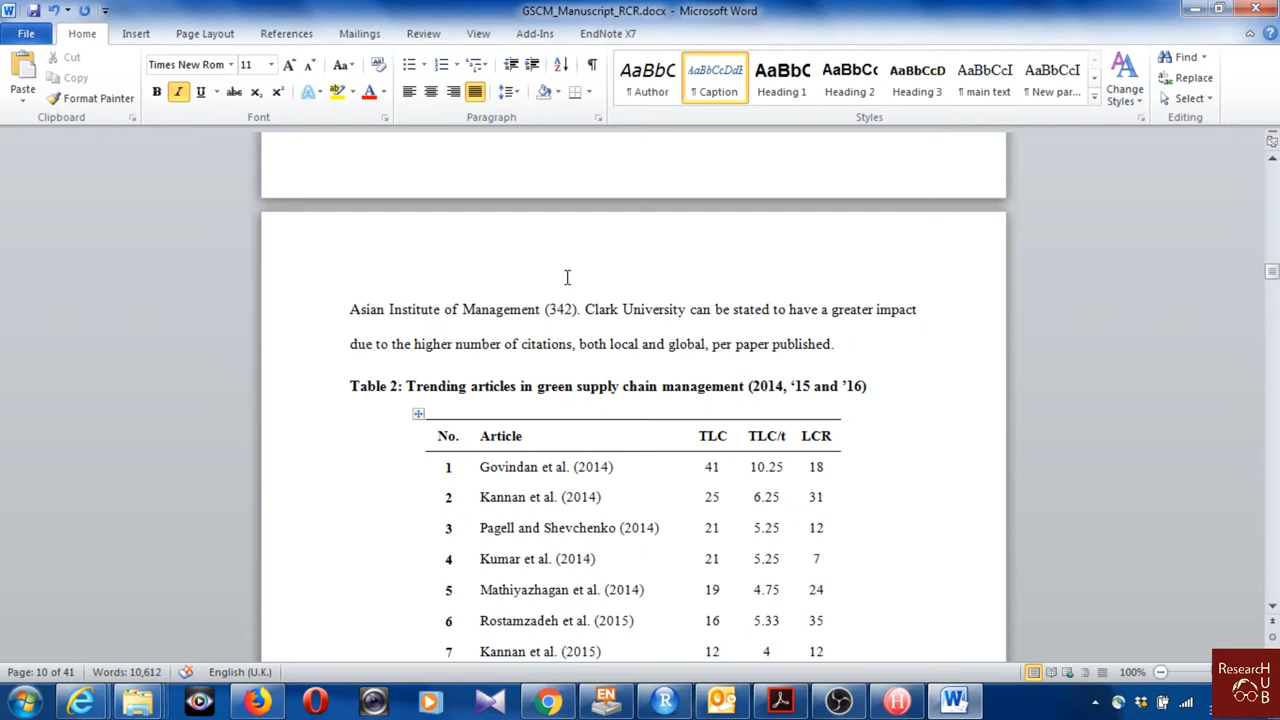 GSCM_Manuscript_RCR.docx - Microsoft Word
File Home Insert Page Layout References Mailings Review View Add-Ins EndNote X7
Cut
Copy
Paste
Format Painter
Clipboard
Times New Rom 11
Font
Paragraph
AaBbC AaBbCcDdE AaBbC AaBbCc AaBbCcD AaBbCcI AaBbCcI
¶ Author ¶ Caption Heading 1 Heading 2 Heading 3 ¶ main text ¶ New par...
Change Styles
Styles
Find
Replace
Select
Editing
Asian Institute of Management (342). Clark University can be stated to have a greater impact
due to the higher number of citations, both local and global, per paper published.
Table 2: Trending articles in green supply chain management (2014, ‘15 and ’16)
No. Article TLC TLC/t LCR
1 Govindan et al. (2014) 41 10.25 18
2 Kannan et al. (2014) 25 6.25 31
3 Pagell and Shevchenko (2014) 21 5.25 12
4 Kumar et al. (2014) 21 5.25 7
5 Mathiyazhagan et al. (2014) 19 4.75 24
6 Rostamzadeh et al. (2015) 16 5.33 35
7 Kannan et al. (2015) 12 4 12
Page: 10 of 41 Words: 10,612 English (U.K.) 100%
ResearcH
U
B